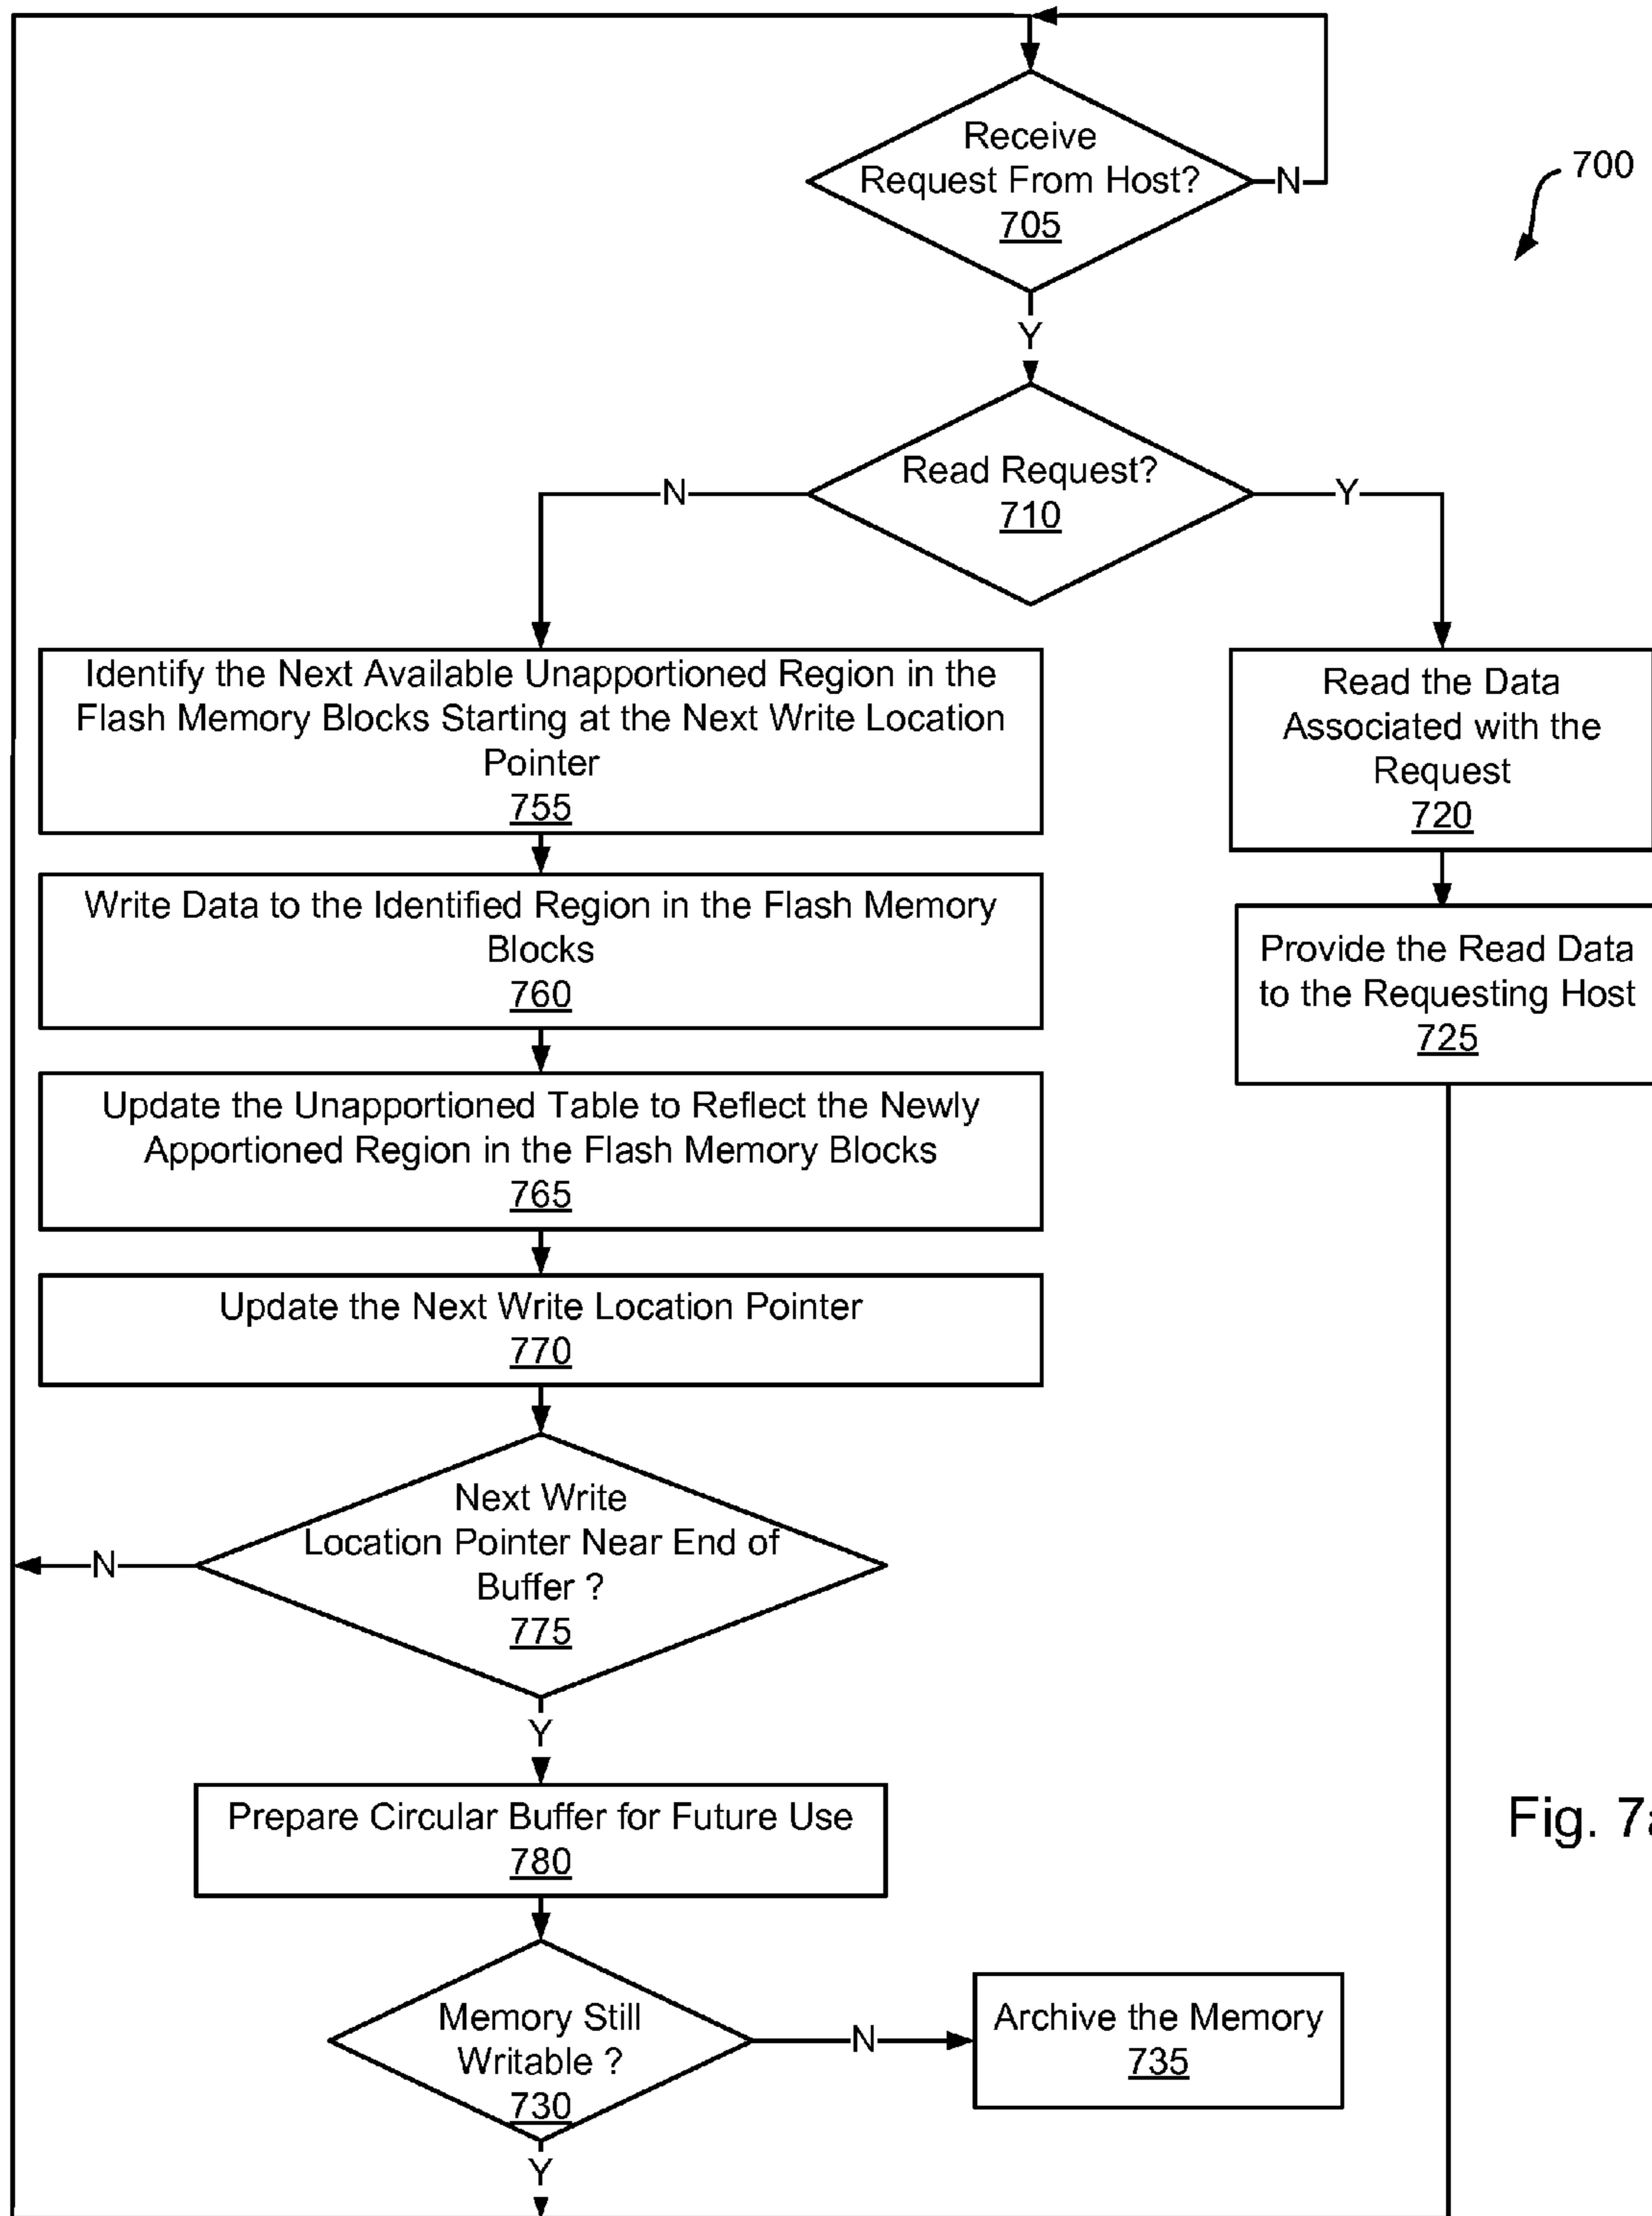 Receive
Request From Host?
705
N
700
Y
Read Request?
710
N
Y
Identify the Next Available Unapportioned Region in the
Flash Memory Blocks Starting at the Next Write Location
Pointer
755
Read the Data
Associated with the
Request
720
Write Data to the Identified Region in the Flash Memory
Blocks
760
Provide the Read Data
to the Requesting Host
725
Update the Unapportioned Table to Reflect the Newly
Apportioned Region in the Flash Memory Blocks
765
Update the Next Write Location Pointer
770
Next Write
Location Pointer Near End of
Buffer ?
775
N
Y
Prepare Circular Buffer for Future Use
780
Fig. 7a
Memory Still
Writable ?
730
N
Archive the Memory
735
Y